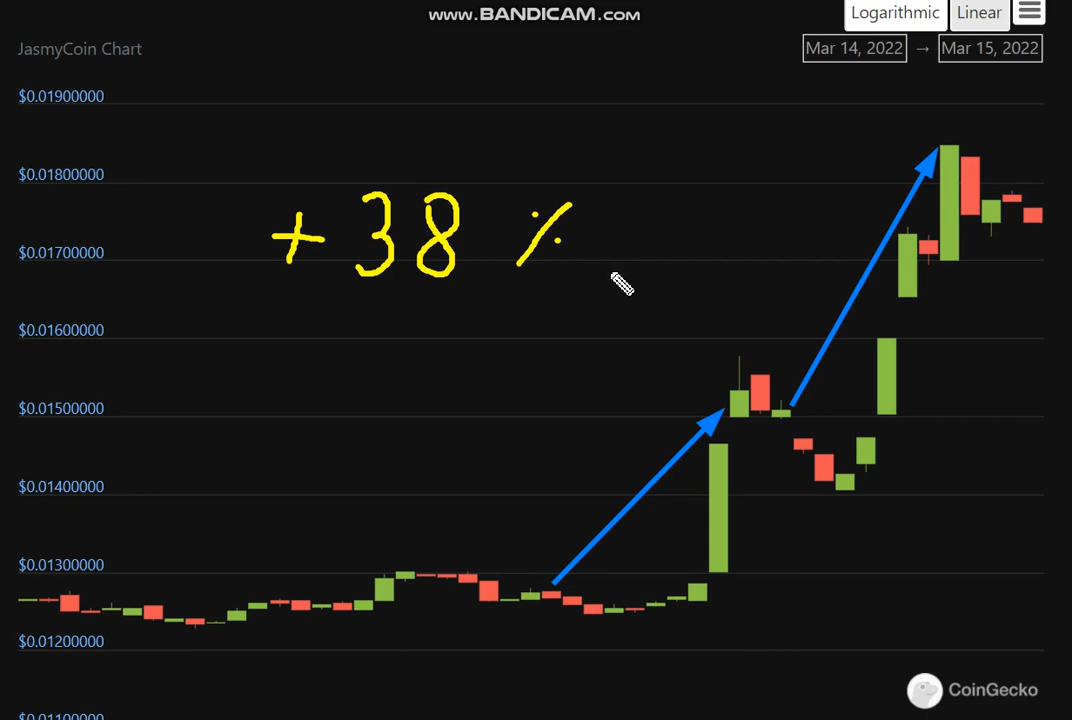 www.BANDICAM.com
Logarithmic Linear
JasmyCoin Chart
Mar 14, 2022 → Mar 15, 2022
$0.01900000
$0.01800000
+38 %
$0.01700000
$0.01600000
$0.01500000
$0.01400000
$0.01300000
$0.01200000
CoinGecko
$0.01100000